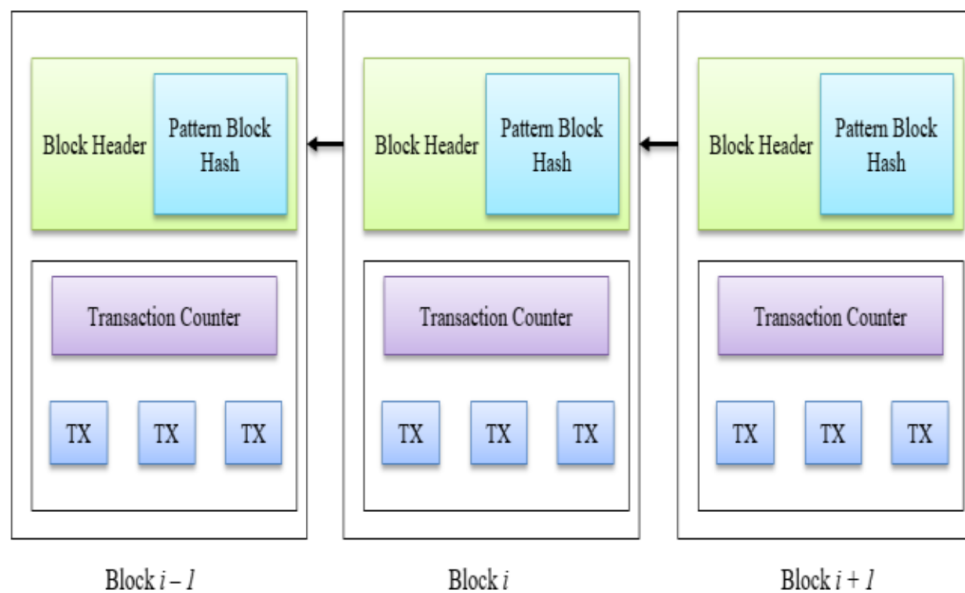 Block Header
Pattern Block
Hash
Block Header
Pattern Block
Hash
Block Header
Pattern Block
Hash
Transaction Counter
Transaction Counter
Transaction Counter
TX TX TX
TX TX TX
TX TX TX
Block i – 1
Block i
Block i + 1